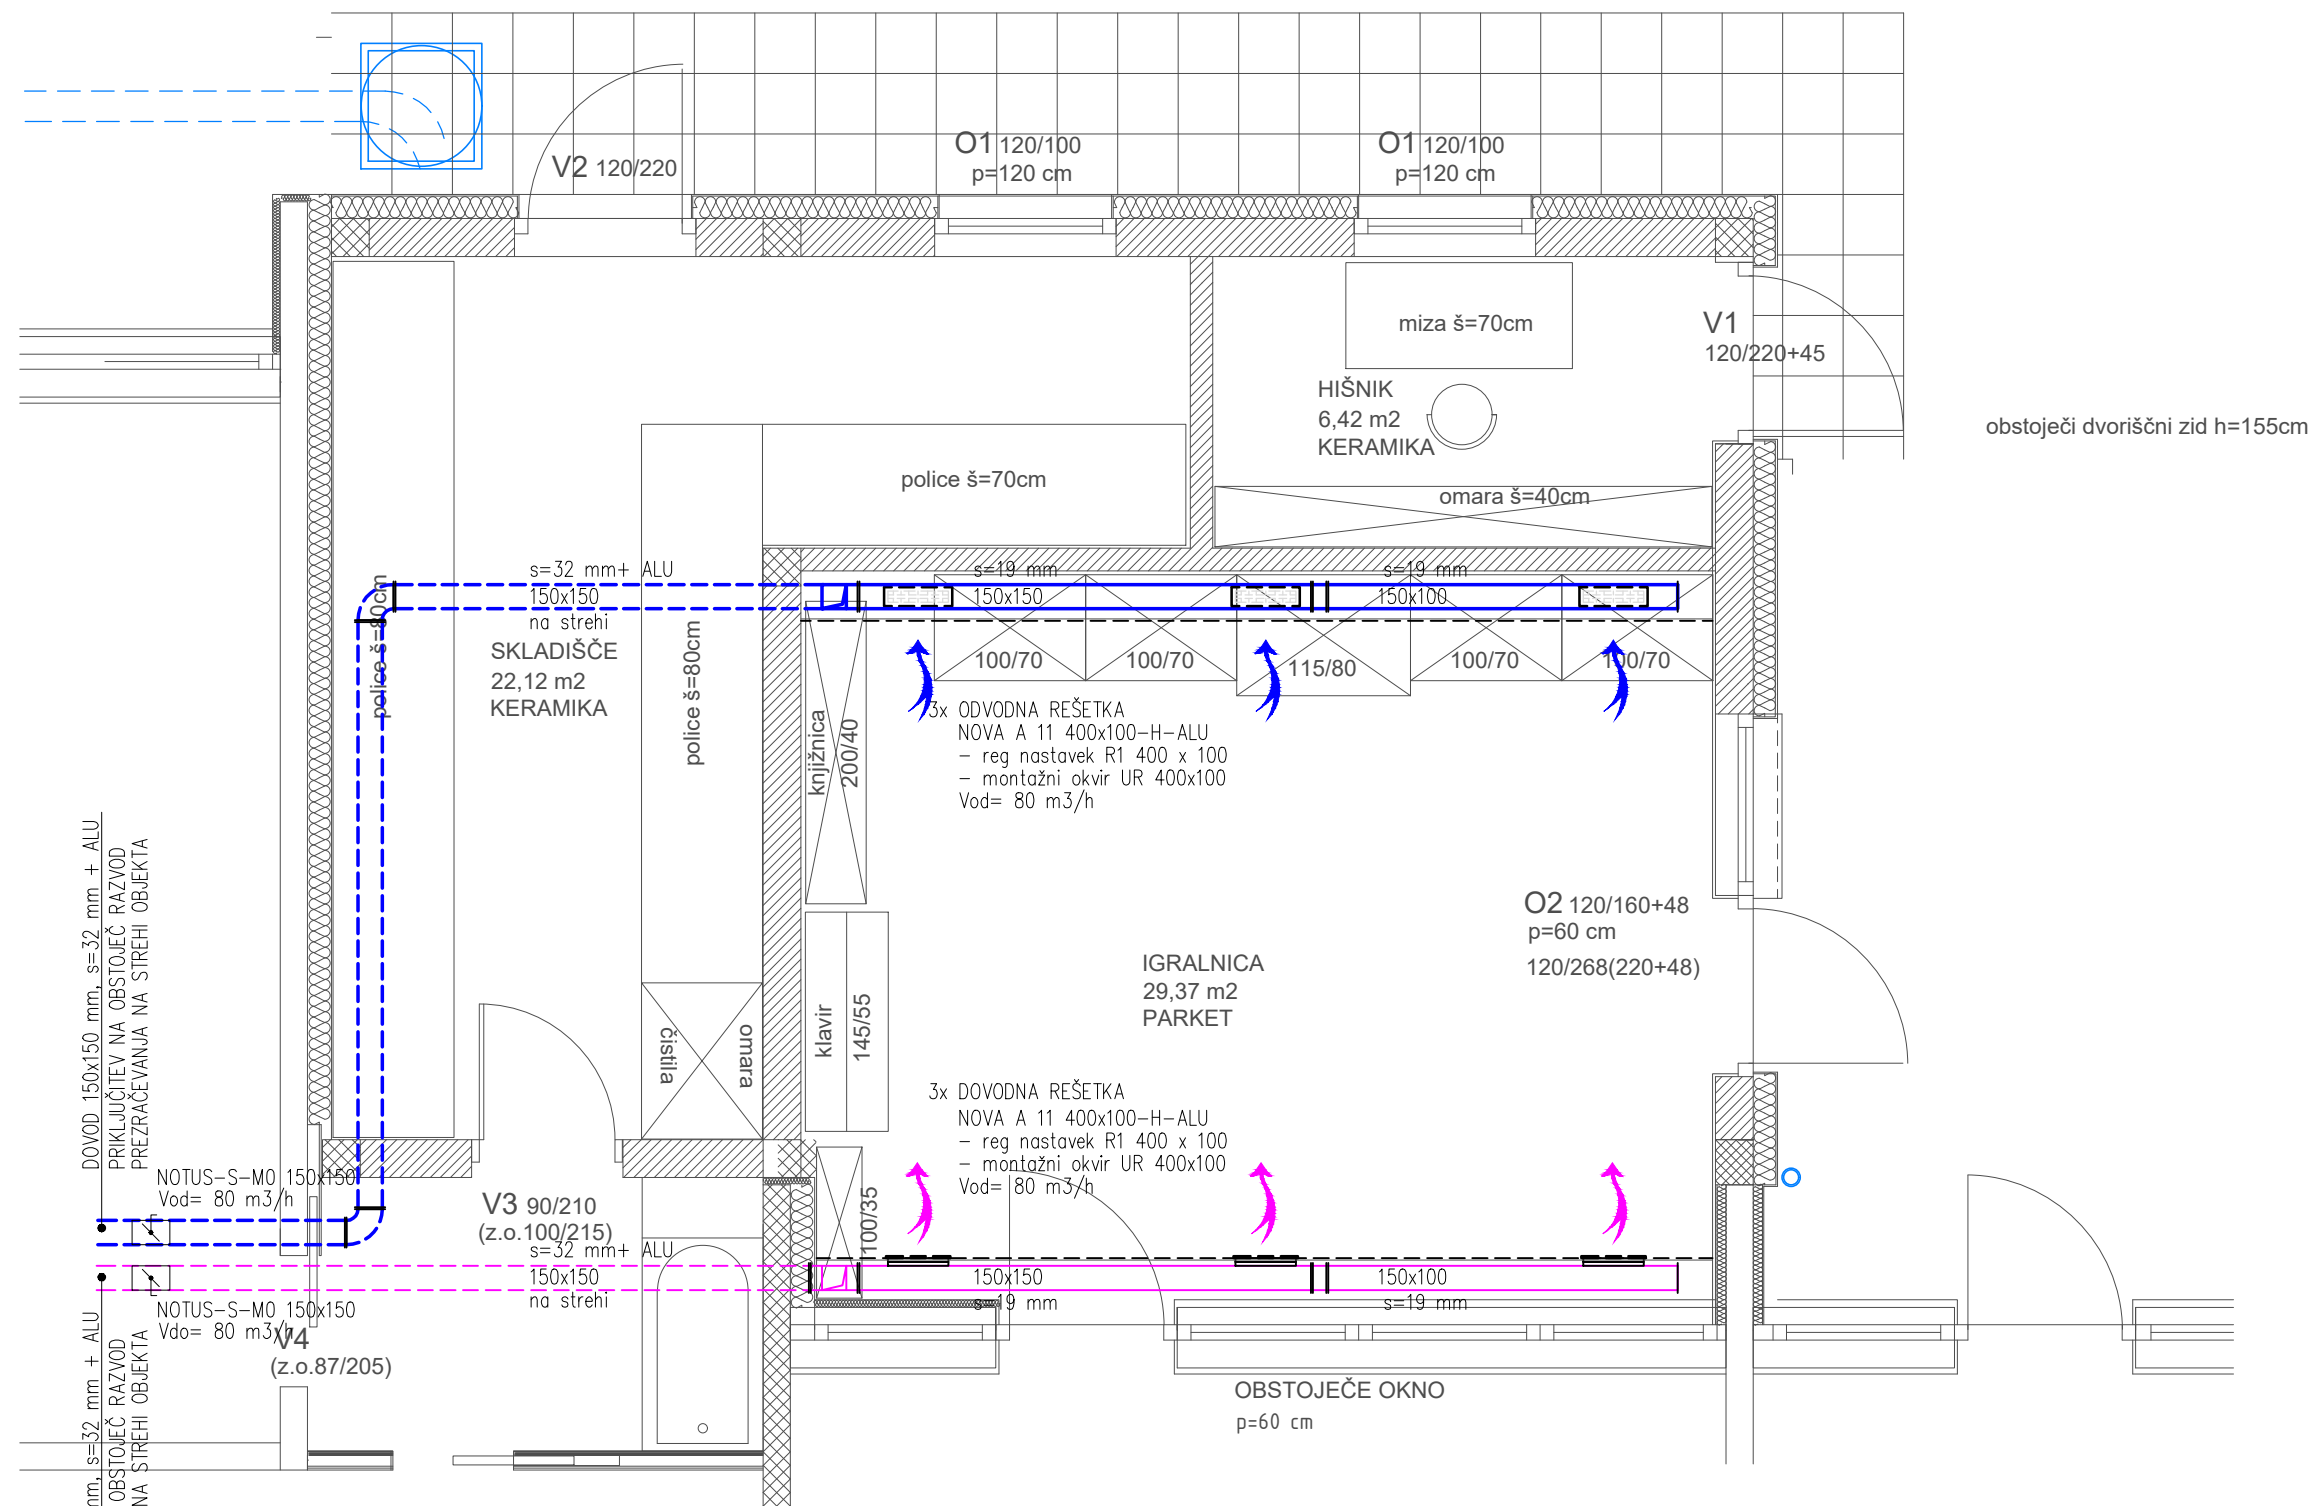 V2 120/220
O1 120/100
p=120 cm
O1 120/100
p=120 cm
miza š=70cm
V1
120/220+45
HIŠNIK
6,42 m2
KERAMIKA
obstoječi dvoriščni zid h=155cm
police š=70cm
omara š=40cm
s=32 mm+ ALU
150x150
na strehi
s=19 mm
150x150
s=19 mm
150x100
police š=80cm
SKLADIŠČE
22,12 m2
KERAMIKA
police š=80cm
100/70
100/70
115/80
100/70
100/70
knjižnica
200/40
3x ODVODNA REŠETKA
NOVA A 11 400x100-H-ALU
- reg nastavek R1 400 x 100
- montažni okvir UR 400x100
Vod= 80 m3/h
DOVOD 150x150 mm, s=32 mm + ALU
PRIKLJUČITEV NA OBSTOJEČ RAZVOD
PREZRAČEVANJA NA STREHI OBJEKTA
O2 120/160+48
p=60 cm
120/268(220+48)
IGRALNICA
29,37 m2
PARKET
klavir
145/55
čistila
omara
3x DOVODNA REŠETKA
NOVA A 11 400x100-H-ALU
- reg nastavek R1 400 x 100
- montažni okvir UR 400x100
Vod= 80 m3/h
NOTUS-S-MO 150x150
Vod= 80 m3/h
V3 90/210
(z.o.100/215)
100/35
s=32 mm+ ALU
150x150
na strehi
150x150
s=19 mm
150x100
s=19 mm
NOTUS-S-MO 150x150
Vdo= 80 m3/h
V4
(z.o.87/205)
mm, s=32 mm + ALU
OBSTOJEČ RAZVOD
NA STREHI OBJEKTA
OBSTOJEČE OKNO
p=60 cm